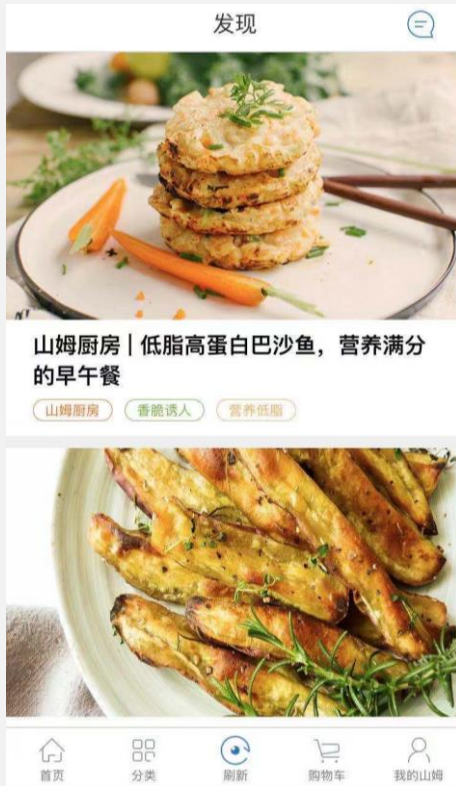 发现
山姆厨房 | 低脂高蛋白巴沙鱼，营养满分
的早午餐
山姆厨房 香脆诱人 营养低脂
首页 分类 刷新 购物车 我的山姆